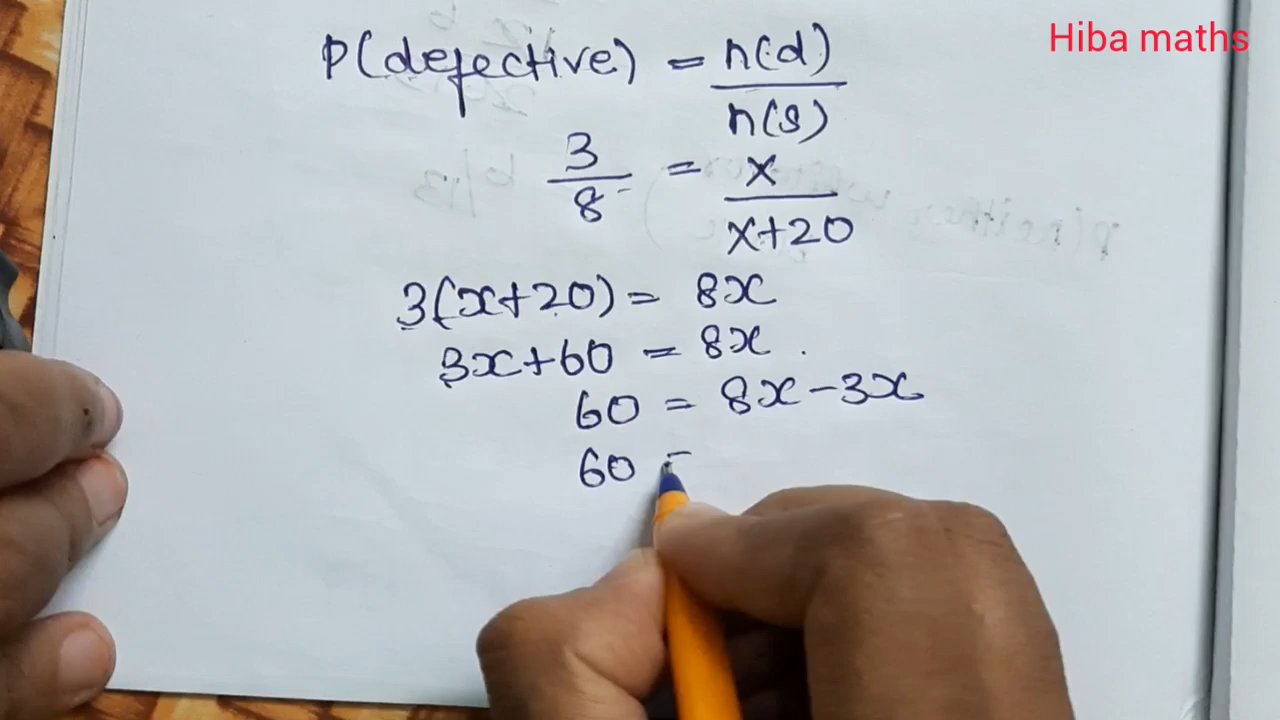 Hiba maths
P(defective) = n(d)
n(s)
3/8 = x/x+20
3(x+20) = 8x
3x+60 = 8x
60 = 8x-3x
60 =